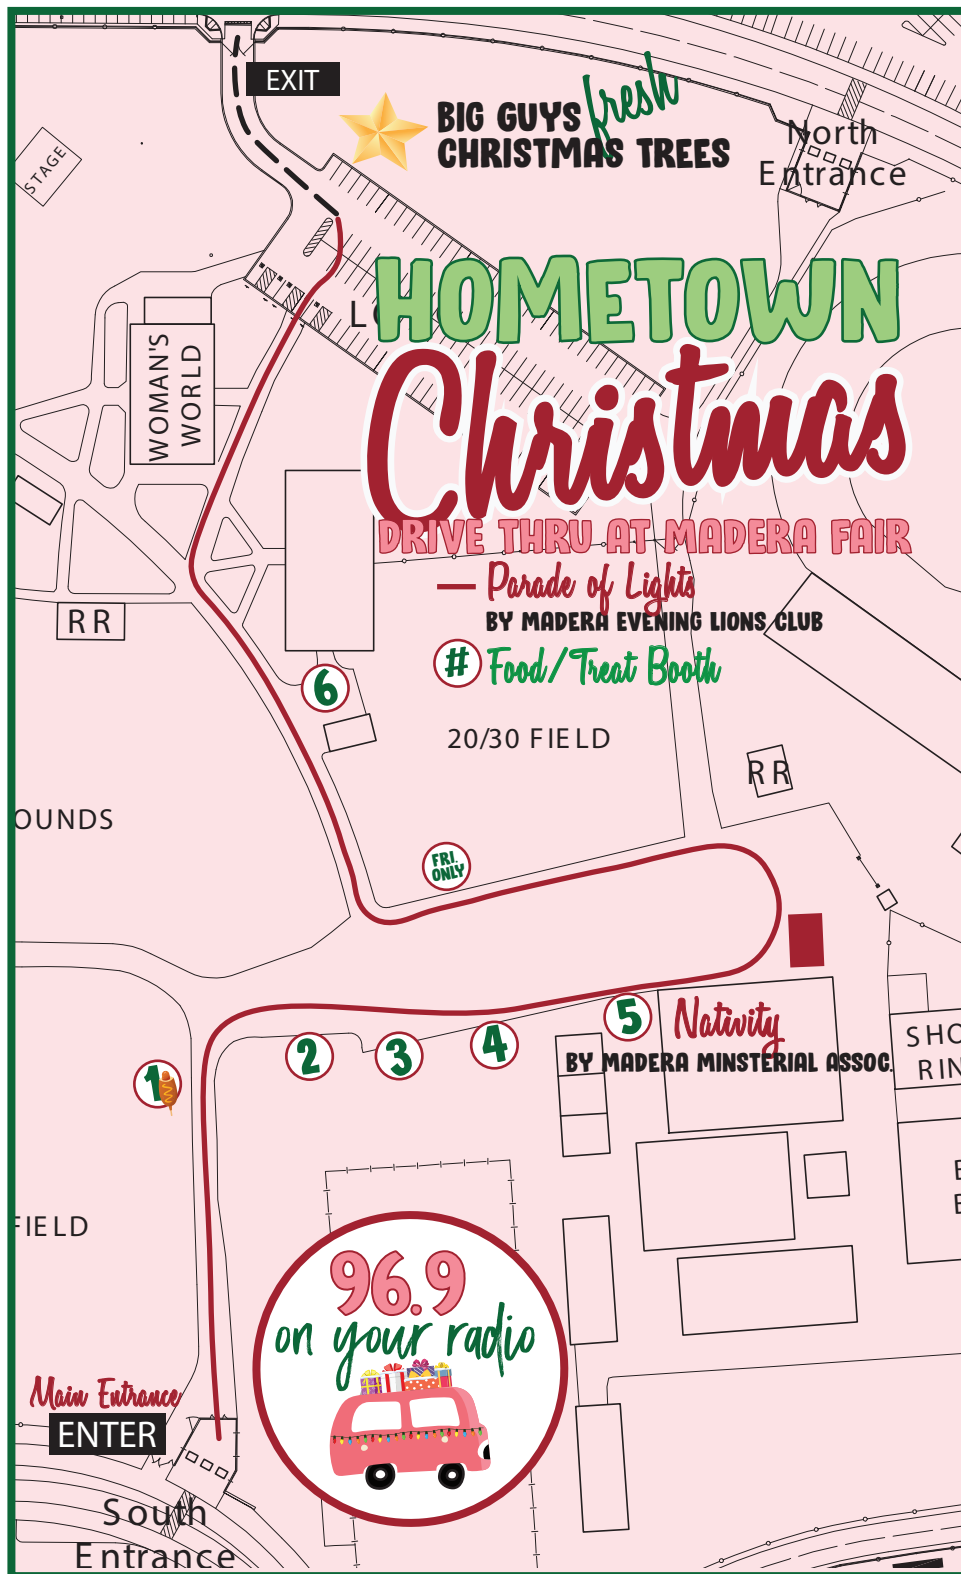 EXIT
BIG GUYS fresh
CHRISTMAS TREES
North
Entrance
STAGE
HOMETOWN
Christmas
DRIVE THRU AT MADERA FAIR
WOMAN'S
WORLD
Parade of Lights
BY MADERA EVENING LIONS CLUB
# Food/Treat Booth
RR
6
20/30 FIELD
RR
OUNDS
FRI.
ONLY
5
Nativity
BY MADERA MINSTERIAL ASSOC.
4
3
2
1
SHO
RIN
E
E
FIELD
96.9
on your radio
Main Entrance
ENTER
South
Entrance